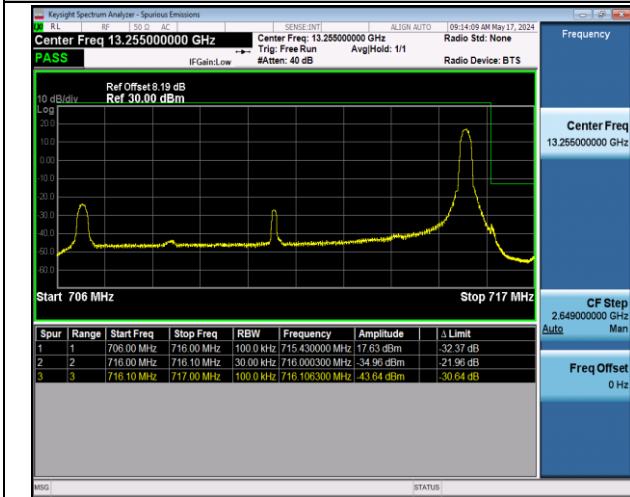 Keysight Spectrum Analyzer - Spurious Emissions
RL RF 50 Ω AC SENSE:INT ALIGN AUTO 09:14:09 AM May 17, 2024
Center Freq 13.255000000 GHz Center Freq: 13.255000000 GHz Radio Std: None
Trig: Free Run Avg|Hold: 1/1
PASS IFGain:Low #Atten: 40 dB Radio Device: BTS
Frequency
Ref Offset 8.19 dB
10 dB/div Ref 30.00 dBm
Log
20.0
10.0
0.00
-10.0
-20.0
-30.0
-40.0
-50.0
-60.0
Start 706 MHz Stop 717 MHz
Spur Range Start Freq Stop Freq RBW Frequency Amplitude Δ Limit
1 1 706.00 MHz 716.00 MHz 100.0 kHz 715.430000 MHz 17.63 dBm -32.37 dB
2 2 716.00 MHz 716.10 MHz 30.00 kHz 716.000300 MHz -34.96 dBm -21.96 dB
3 3 716.10 MHz 717.00 MHz 100.0 kHz 716.106300 MHz -43.64 dBm -30.64 dB
Center Freq
13.255000000 GHz
CF Step
2.649000000 GHz
Auto Man
Freq Offset
0 Hz
MSG STATUS